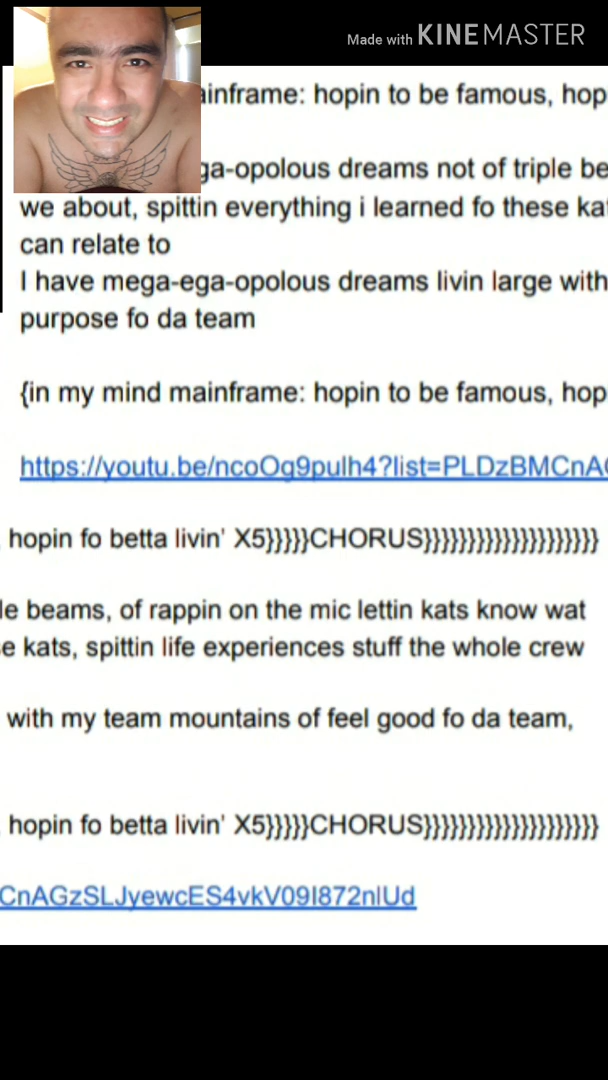 Made with KINEMASTER
ainframe: hopin to be famous, hop
ga-opolous dreams not of triple be
we about, spittin everything i learned fo these kat
can relate to
I have mega-ega-opolous dreams livin large with
purpose fo da team
{in my mind mainframe: hopin to be famous, hop
https://youtu.be/ncoOg9pulh4?list=PLDzBMCnAG
hopin fo betta livin' X5}}}}}CHORUS}}}}}}}}}}}}}}}}}}}}
le beams, of rappin on the mic lettin kats know wat
e kats, spittin life experiences stuff the whole crew
with my team mountains of feel good fo da team,
hopin fo betta livin' X5}}}}}CHORUS}}}}}}}}}}}}}}}}}}}}
CnAGzSLJyewcES4vkV09I872nlUd